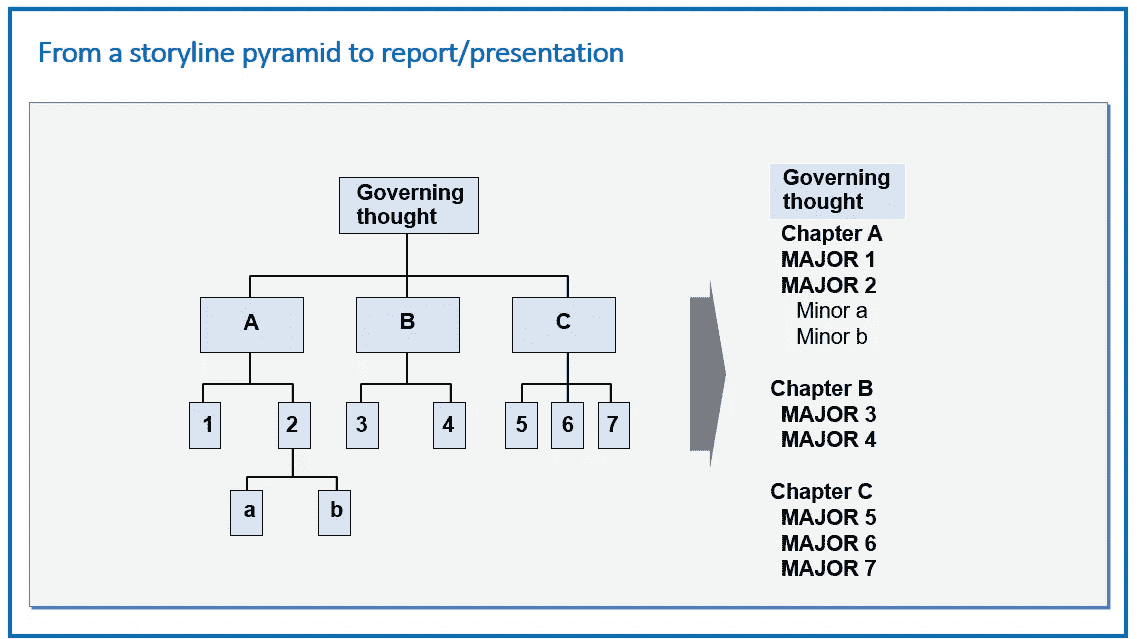 From a storyline pyramid to report/presentation
Governing
thought
A
B
C
1
2
3
4
5
6
7
a
b
Governing
thought
Chapter A
MAJOR 1
MAJOR 2
Minor a
Minor b
Chapter B
MAJOR 3
MAJOR 4
Chapter C
MAJOR 5
MAJOR 6
MAJOR 7